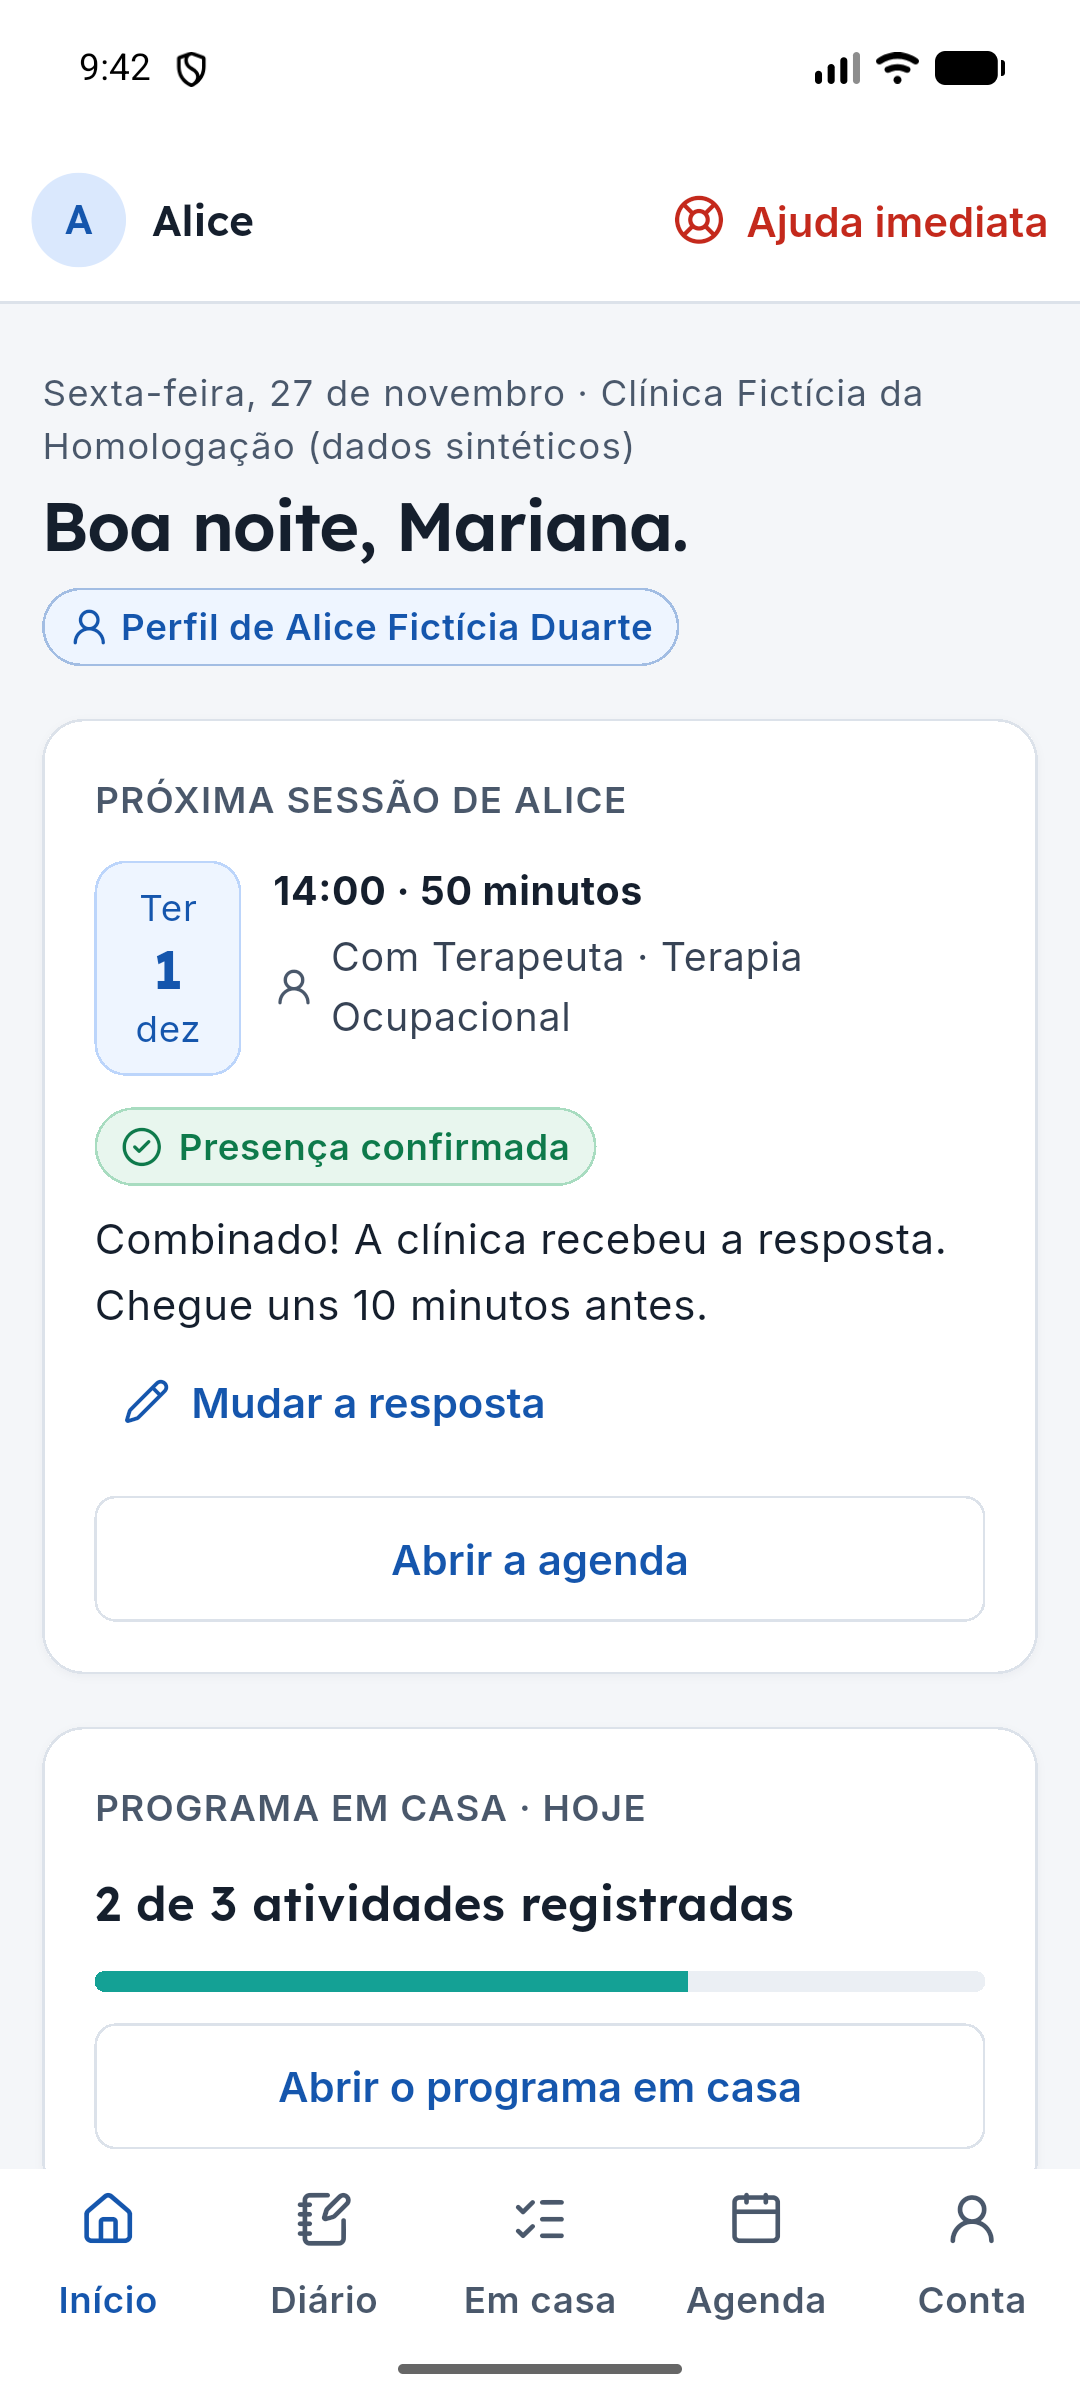 9:42
A
Alice
Ajuda imediata
Sexta-feira, 27 de novembro · Clínica Fictícia da
Homologação (dados sintéticos)
Boa noite, Mariana.
Perfil de Alice Fictícia Duarte
PRÓXIMA SESSÃO DE ALICE
Ter
1
dez
14:00 · 50 minutos
Com Terapeuta · Terapia
Ocupacional
Presença confirmada
Combinado! A clínica recebeu a resposta.
Chegue uns 10 minutos antes.
Mudar a resposta
Abrir a agenda
PROGRAMA EM CASA · HOJE
2 de 3 atividades registradas
Abrir o programa em casa
Início
Diário
Em casa
Agenda
Conta